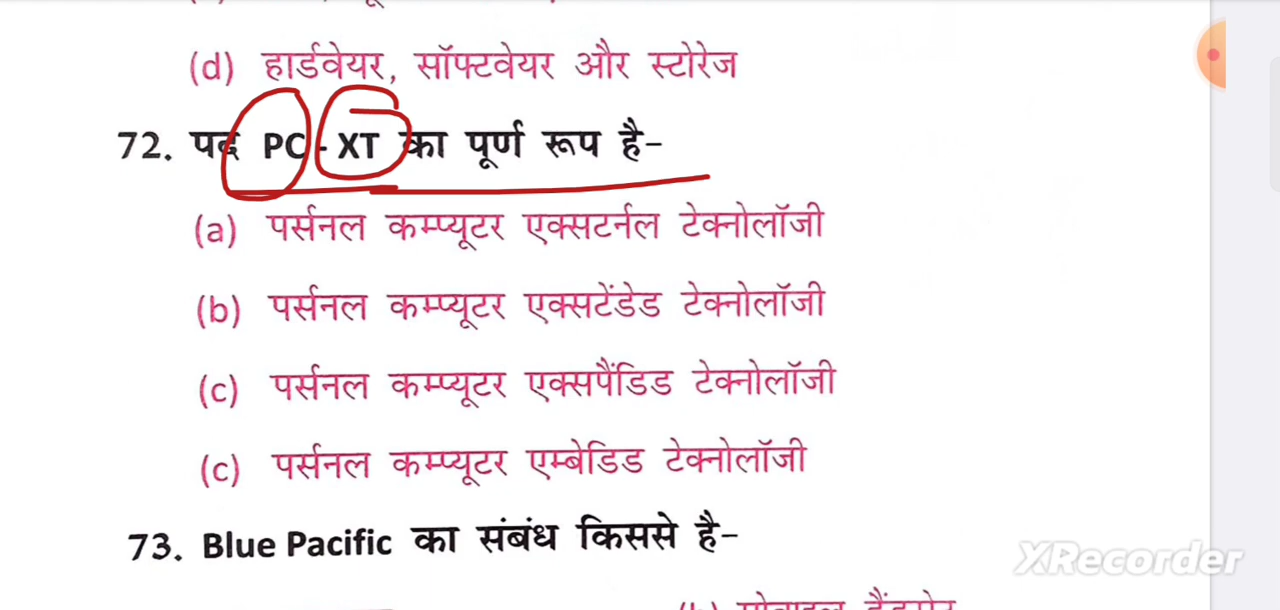 (d) हार्डवेयर, सॉफ्टवेयर और स्टोरेज
72. पद PC - XT का पूर्ण रूप है-
(a) पर्सनल कम्प्यूटर एक्सटर्नल टेक्नोलॉजी
(b) पर्सनल कम्प्यूटर एक्सटेंडेड टेक्नोलॉजी
(c) पर्सनल कम्प्यूटर एक्सपैंडिड टेक्नोलॉजी
(c) पर्सनल कम्प्यूटर एम्बेडिड टेक्नोलॉजी
73. Blue Pacific का संबंध किससे है-
XRecorder